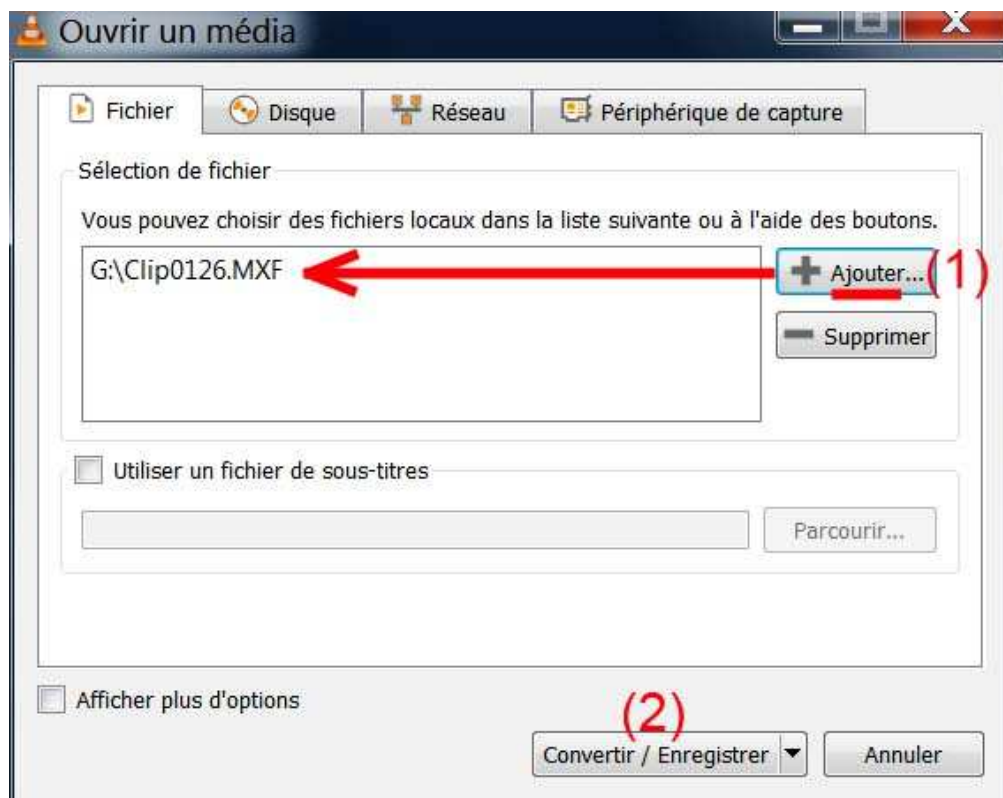 Ouvrir un média
Fichier Disque Réseau Périphérique de capture
Sélection de fichier
Vous pouvez choisir des fichiers locaux dans la liste suivante ou à l'aide des boutons.
G:\Clip0126.MXF
Ajouter... (1)
Supprimer
Utiliser un fichier de sous-titres
Parcourir...
Afficher plus d'options
(2)
Convertir / Enregistrer Annuler